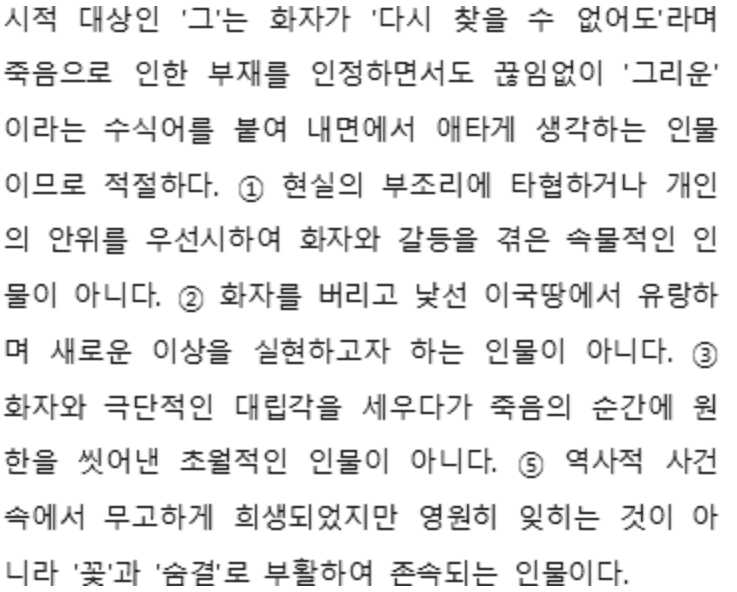 시적 대상인 '그'는 화자가 '다시 찾을 수 없어도'라며
죽음으로 인한 부재를 인정하면서도 끊임없이 '그리운'
이라는 수식어를 붙여 내면에서 애타게 생각하는 인물
이므로 적절하다. ① 현실의 부조리에 타협하거나 개인
의 안위를 우선시하여 화자와 갈등을 겪은 속물적인 인
물이 아니다. ② 화자를 버리고 낯선 이국땅에서 유랑하
며 새로운 이상을 실현하고자 하는 인물이 아니다. ③
화자와 극단적인 대립각을 세우다가 죽음의 순간에 원
한을 씻어낸 초월적인 인물이 아니다. ⑤ 역사적 사건
속에서 무고하게 희생되었지만 영원히 잊히는 것이 아
니라 '꽃'과 '숨결'로 부활하여 존속되는 인물이다.